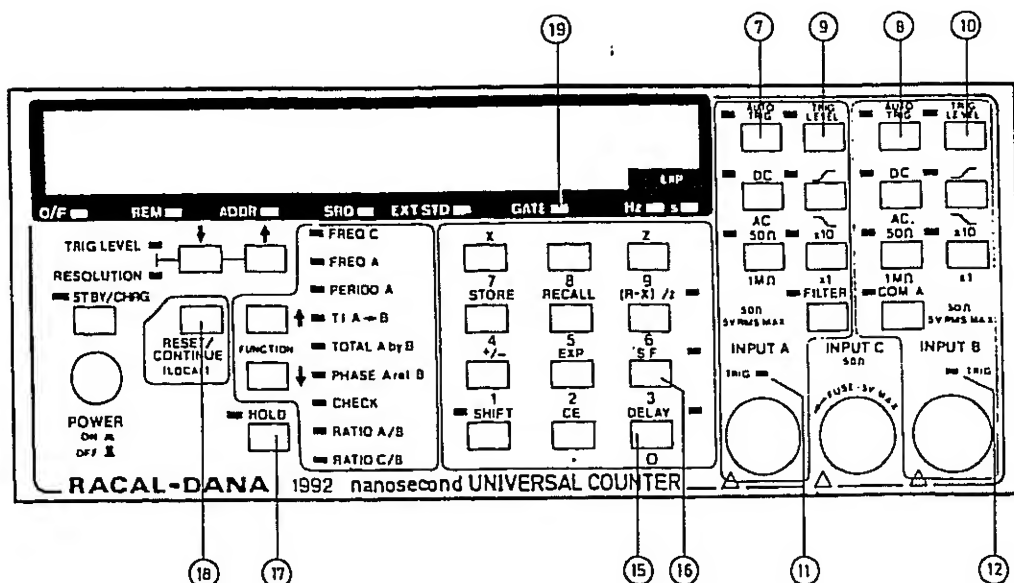 19 7 9 8 10
AUTO TRIG TRIG LEVEL AUTO TRIG TRIG LEVEL
EXP
O/F REM ADDR SRQ EXT STD GATE Hz s
DC DC
TRIG LEVEL
RESOLUTION
STBY/CHRG
RESET/
CONTINUE
(LOCAL)
POWER
ON
OFF
FUNCTION
HOLD
FREQ C
FREQ A
PERIOD A
T I A → B
TOTAL A by B
PHASE A rel B
CHECK
RATIO A/B
RATIO C/B
X Z
7 8 9
STORE RECALL (R-X)/Z
4 5 6
+/- EXP S F
1 2 3
SHIFT CE DELAY
. 0
AC x10 AC x10
50Ω 50Ω
1MΩ x1 1MΩ x1
FILTER COM A
50Ω 50Ω
5V RMS MAX 5V RMS MAX
INPUT A INPUT C INPUT B
50Ω
TRIG FUSE-5V MAX TRIG
RACAL-DANA 1992 nanosecond UNIVERSAL COUNTER
18 17 15 16 11 12